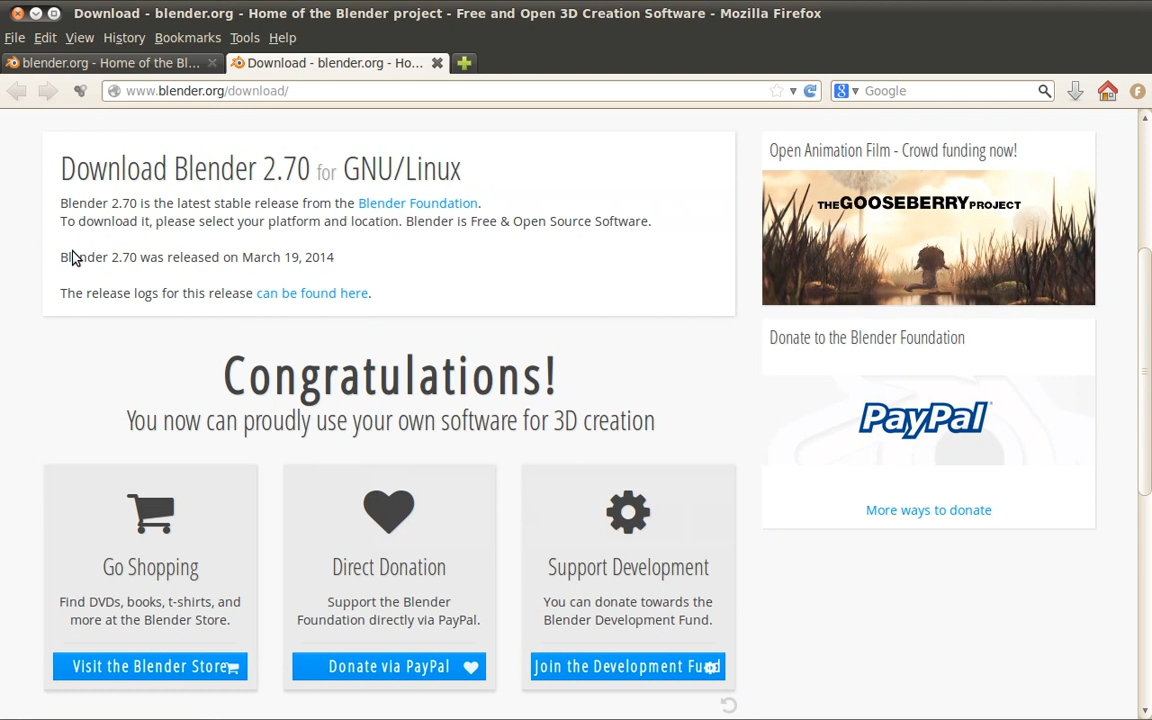 Download - blender.org - Home of the Blender project - Free and Open 3D Creation Software - Mozilla Firefox
File Edit View History Bookmarks Tools Help
blender.org - Home of the Bl... Download - blender.org - Ho...
www.blender.org/download/ Google
Download Blender 2.70 for GNU/Linux
Blender 2.70 is the latest stable release from the Blender Foundation.
To download it, please select your platform and location. Blender is Free & Open Source Software.
Blender 2.70 was released on March 19, 2014
The release logs for this release can be found here.
Congratulations!
You now can proudly use your own software for 3D creation
Go Shopping
Find DVDs, books, t-shirts, and
more at the Blender Store.
Visit the Blender Store
Direct Donation
Support the Blender
Foundation directly via PayPal.
Donate via PayPal
Support Development
You can donate towards the
Blender Development Fund.
Join the Development Fund
Open Animation Film - Crowd funding now!
THE GOOSEBERRY PROJECT
Donate to the Blender Foundation
PayPal
More ways to donate